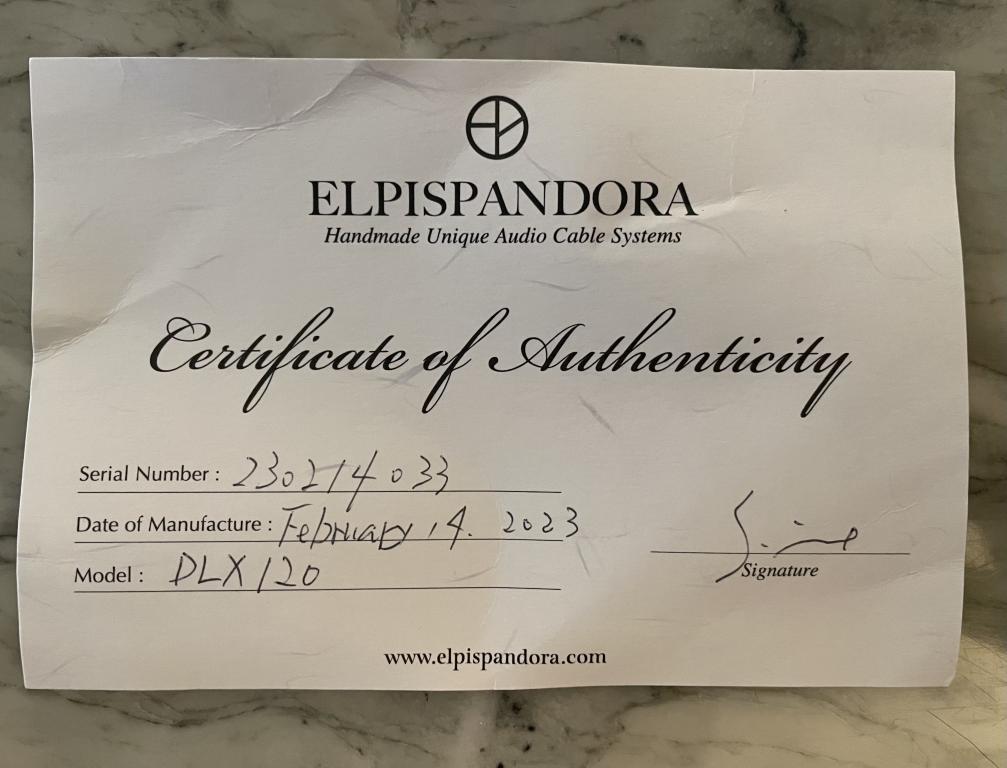 ELPISPANDORA
Handmade Unique Audio Cable Systems
Certificate of Authenticity
Serial Number : 230214033
Date of Manufacture : February 14. 2023
Model : DLX120
Signature
www.elpispandora.com